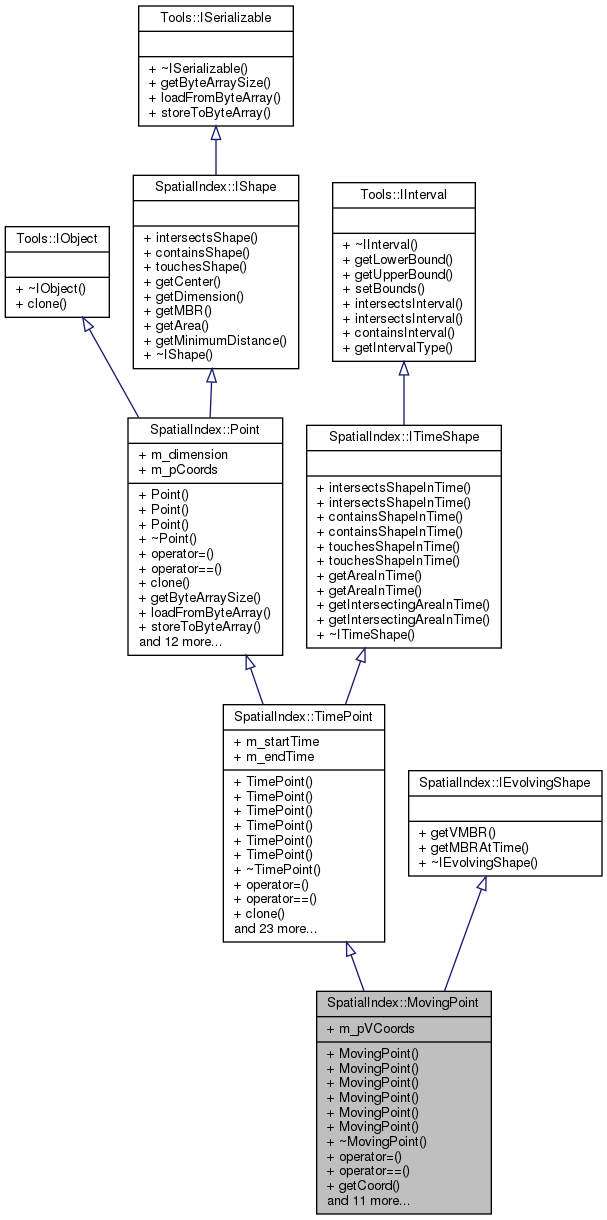 Tools::ISerializable
+ ~ISerializable()
+ getByteArraySize()
+ loadFromByteArray()
+ storeToByteArray()
SpatialIndex::IShape
+ intersectsShape()
+ containsShape()
+ touchesShape()
+ getCenter()
+ getDimension()
+ getMBR()
+ getArea()
+ getMinimumDistance()
+ ~IShape()
Tools::IInterval
+ ~IInterval()
+ getLowerBound()
+ getUpperBound()
+ setBounds()
+ intersectsInterval()
+ intersectsInterval()
+ containsInterval()
+ getIntervalType()
Tools::IObject
+ ~IObject()
+ clone()
SpatialIndex::Point
+ m_dimension
+ m_pCoords
+ Point()
+ Point()
+ Point()
+ ~Point()
+ operator=()
+ operator==()
+ clone()
+ getByteArraySize()
+ loadFromByteArray()
+ storeToByteArray()
and 12 more...
SpatialIndex::ITimeShape
+ intersectsShapeInTime()
+ intersectsShapeInTime()
+ containsShapeInTime()
+ containsShapeInTime()
+ touchesShapeInTime()
+ touchesShapeInTime()
+ getAreaInTime()
+ getAreaInTime()
+ getIntersectingAreaInTime()
+ getIntersectingAreaInTime()
+ ~ITimeShape()
SpatialIndex::TimePoint
+ m_startTime
+ m_endTime
+ TimePoint()
+ TimePoint()
+ TimePoint()
+ TimePoint()
+ TimePoint()
+ TimePoint()
+ ~TimePoint()
+ operator=()
+ operator==()
+ clone()
and 23 more...
SpatialIndex::IEvolvingShape
+ getVMBR()
+ getMBRAtTime()
+ ~IEvolvingShape()
SpatialIndex::MovingPoint
+ m_pVCoords
+ MovingPoint()
+ MovingPoint()
+ MovingPoint()
+ MovingPoint()
+ MovingPoint()
+ MovingPoint()
+ ~MovingPoint()
+ operator=()
+ operator==()
+ getCoord()
and 11 more...